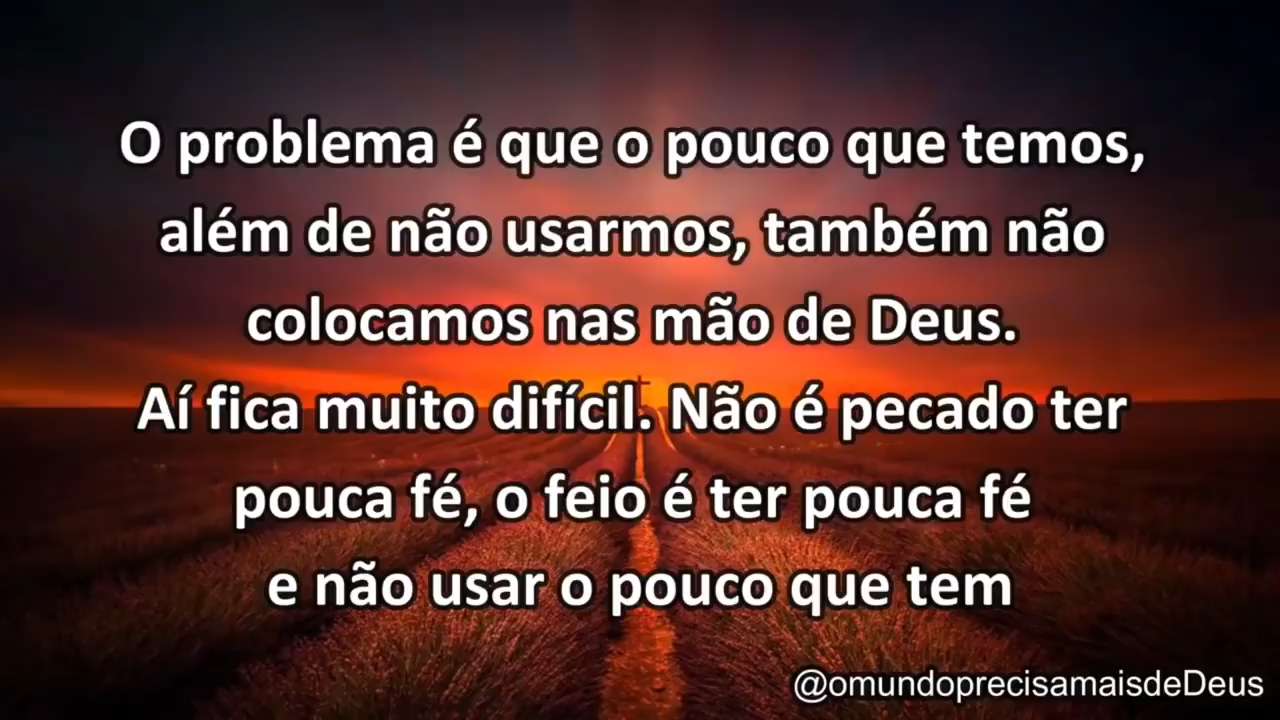 O problema é que o pouco que temos,
além de não usarmos, também não
colocamos nas mão de Deus.
Aí fica muito difícil. Não é pecado ter
pouca fé, o feio é ter pouca fé
e não usar o pouco que tem
@omundoprecisamaisdeDeus